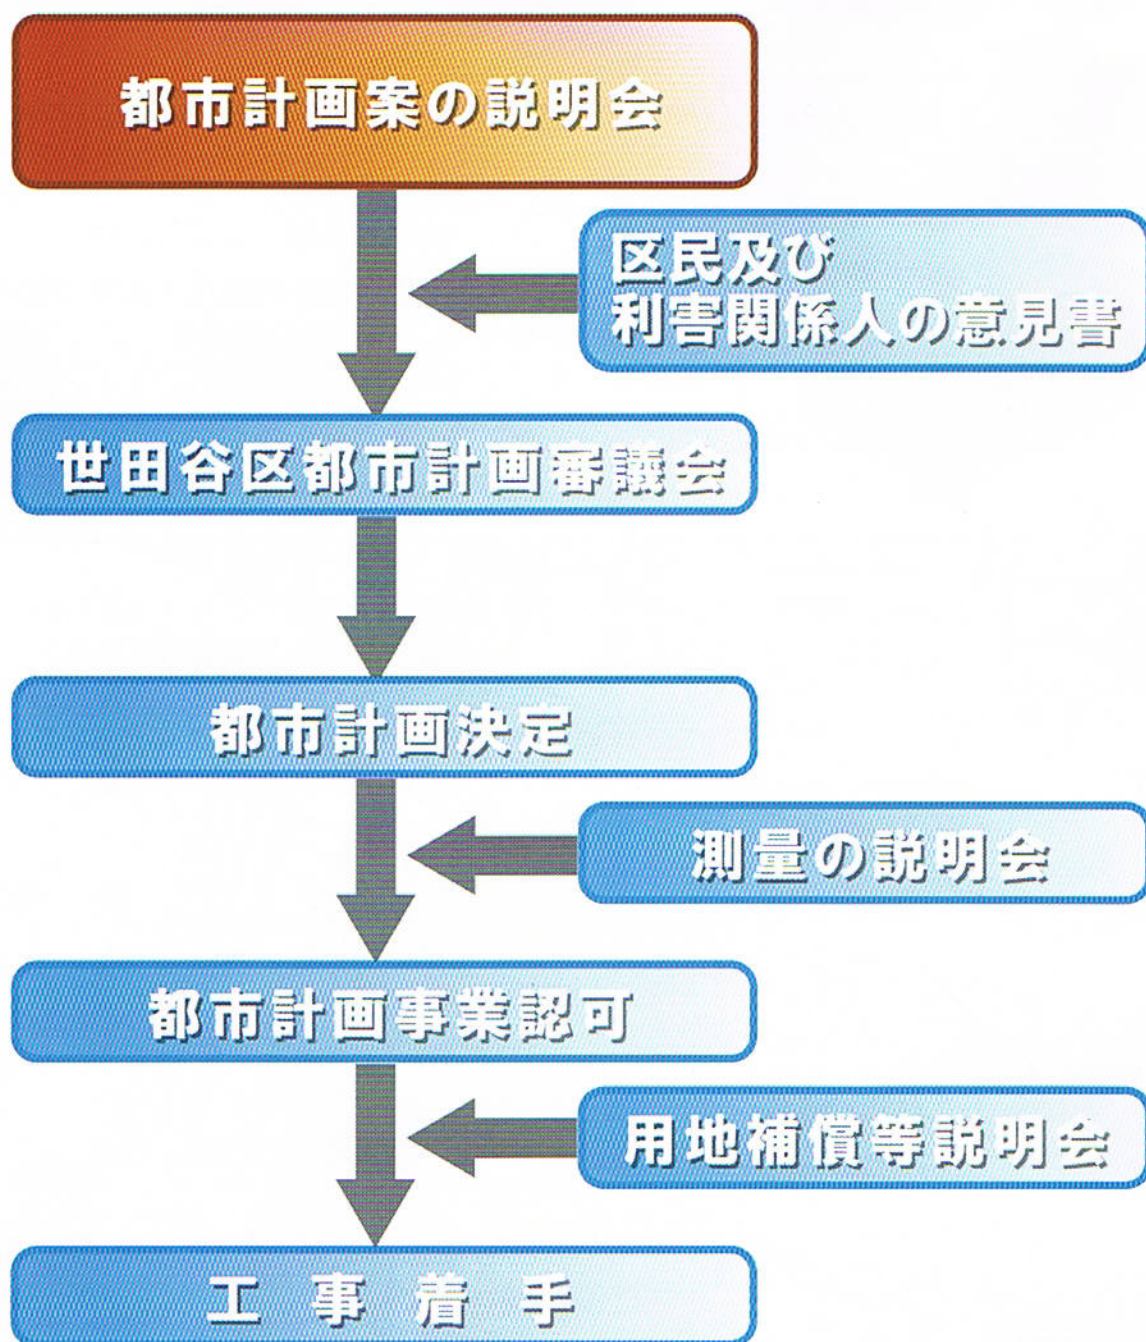 都市計画案の説明会
区民及び
利害関係人の意見書
世田谷区都市計画審議会
都市計画決定
測量の説明会
都市計画事業認可
用地補償等説明会
工事着手